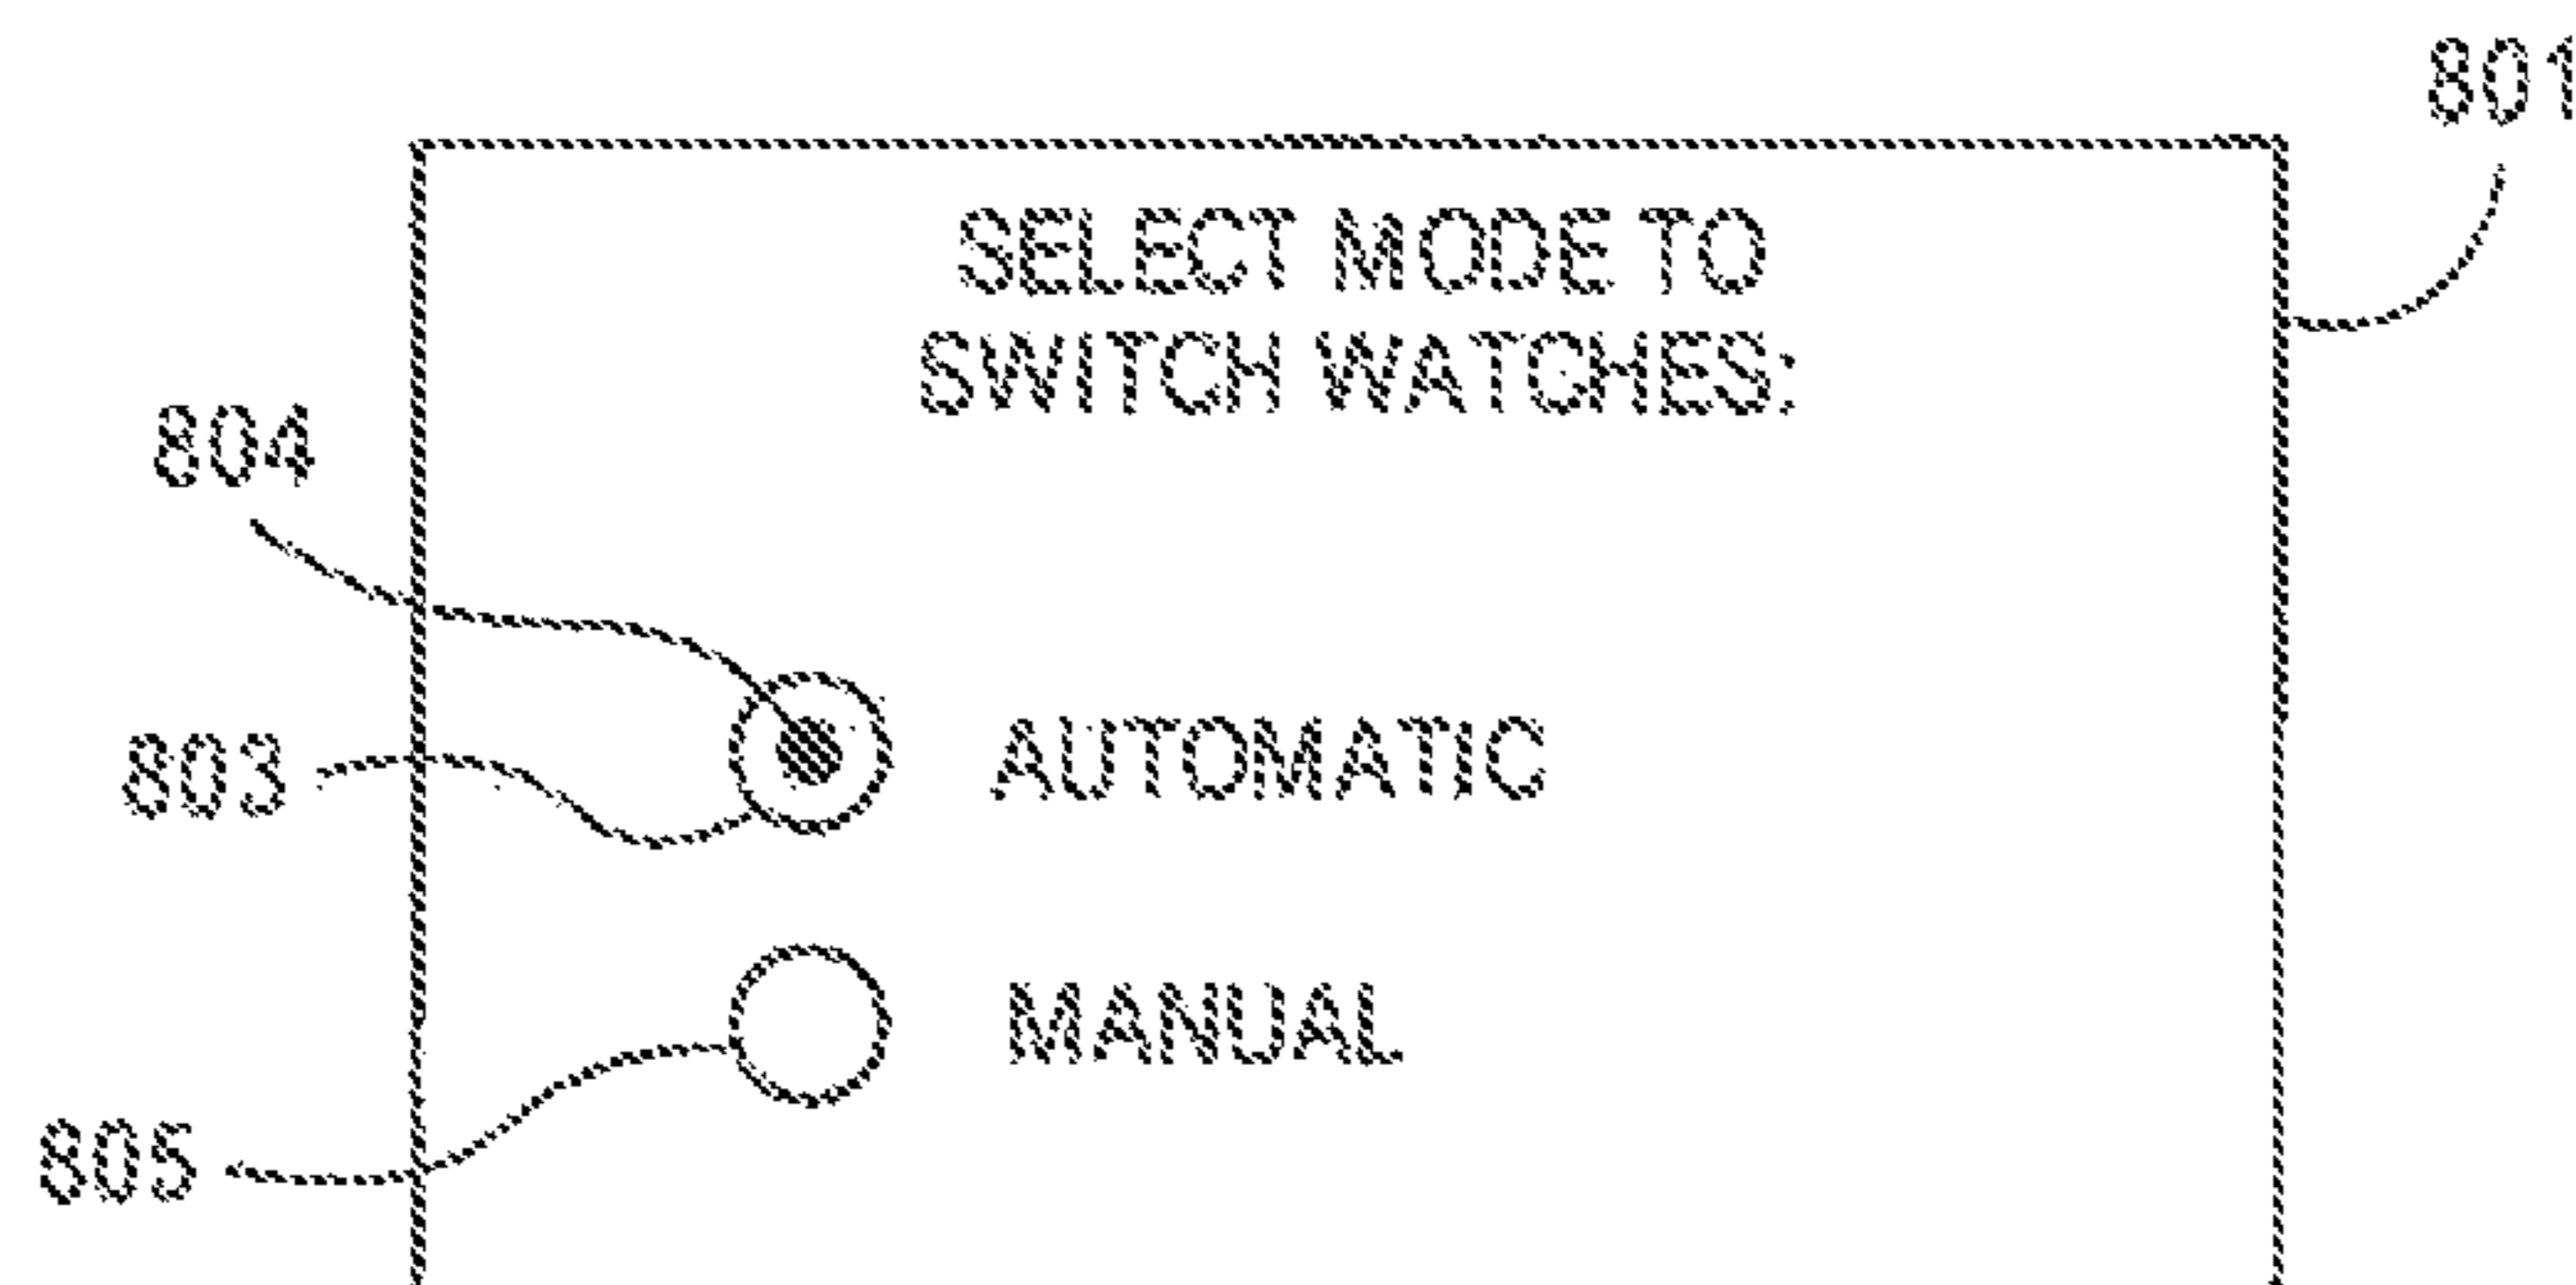 801
SELECT MODE TO
SWITCH WATCHES:
804
803
AUTOMATIC
MANUAL
805